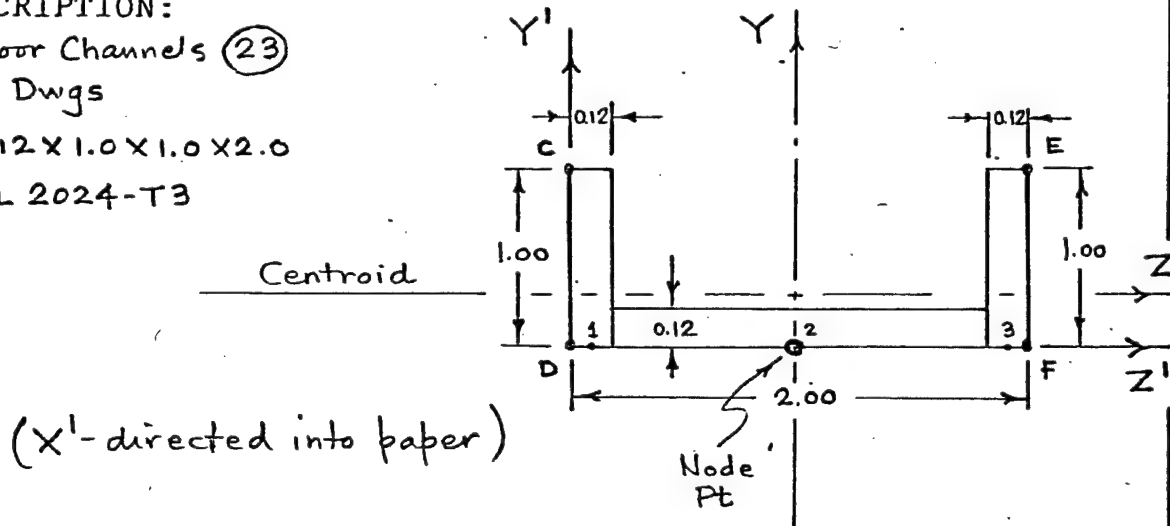 CRIPTION:
oor Channels 23
Dwgs
12 X 1.0 X 1.0 X 2.0
L 2024-T3
Y'
Y
0.12
0.12
C
E
1.00
1.00
Centroid
Z
1
0.12
2
3
D
F
Z'
2.00
(X'-directed into paper)
Node
Pt